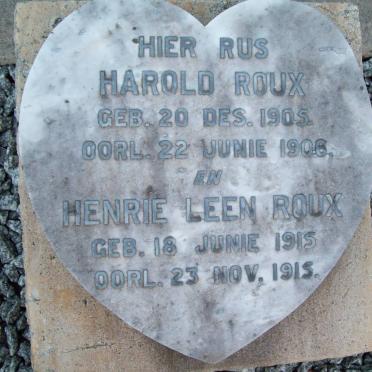 HIER RUS
HAROLD ROUX
GEB. 20 DES. 1905.
OORL. 22 JUNIE 1906.
EN
HENRIE LEEN ROUX
GEB. 18 JUNIE 1915
OORL. 23 NOV. 1915.